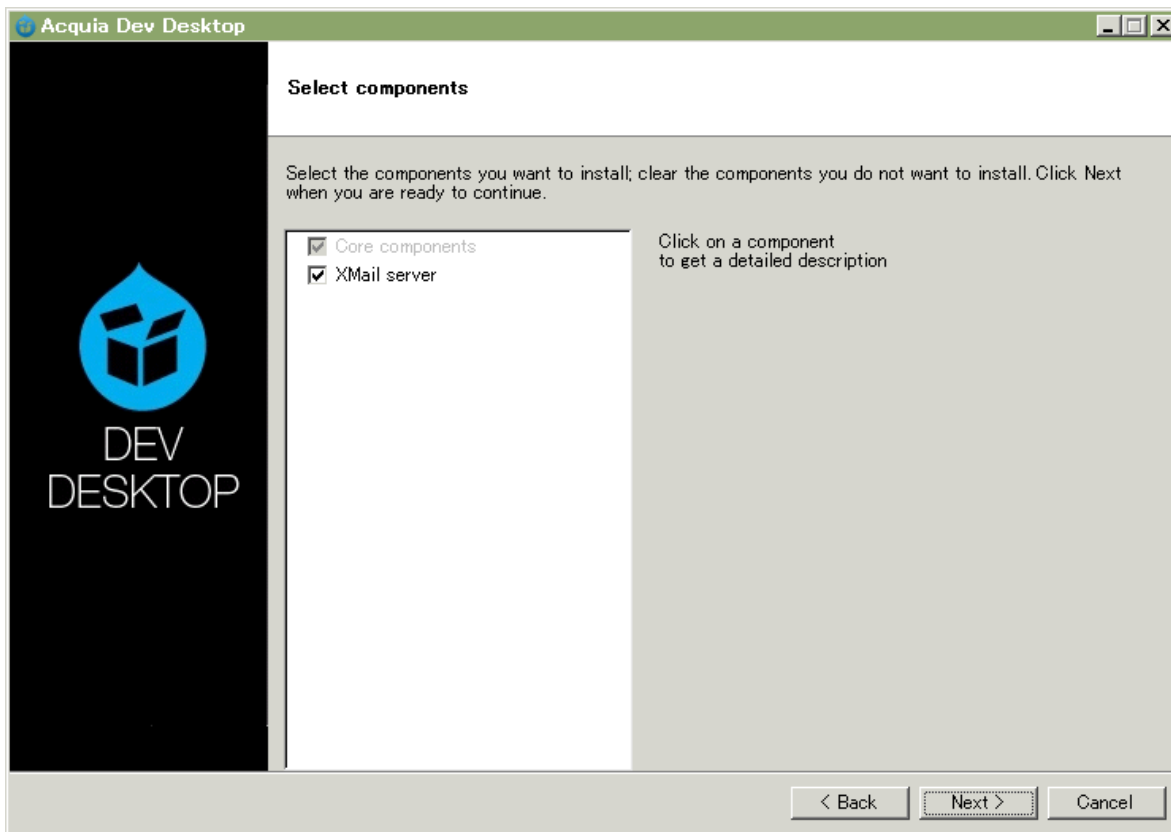 Acquia Dev Desktop
Select components
Select the components you want to install; clear the components you do not want to install. Click Next
when you are ready to continue.
Core components
XMail server
Click on a component
to get a detailed description
DEV
DESKTOP
< Back
Next >
Cancel